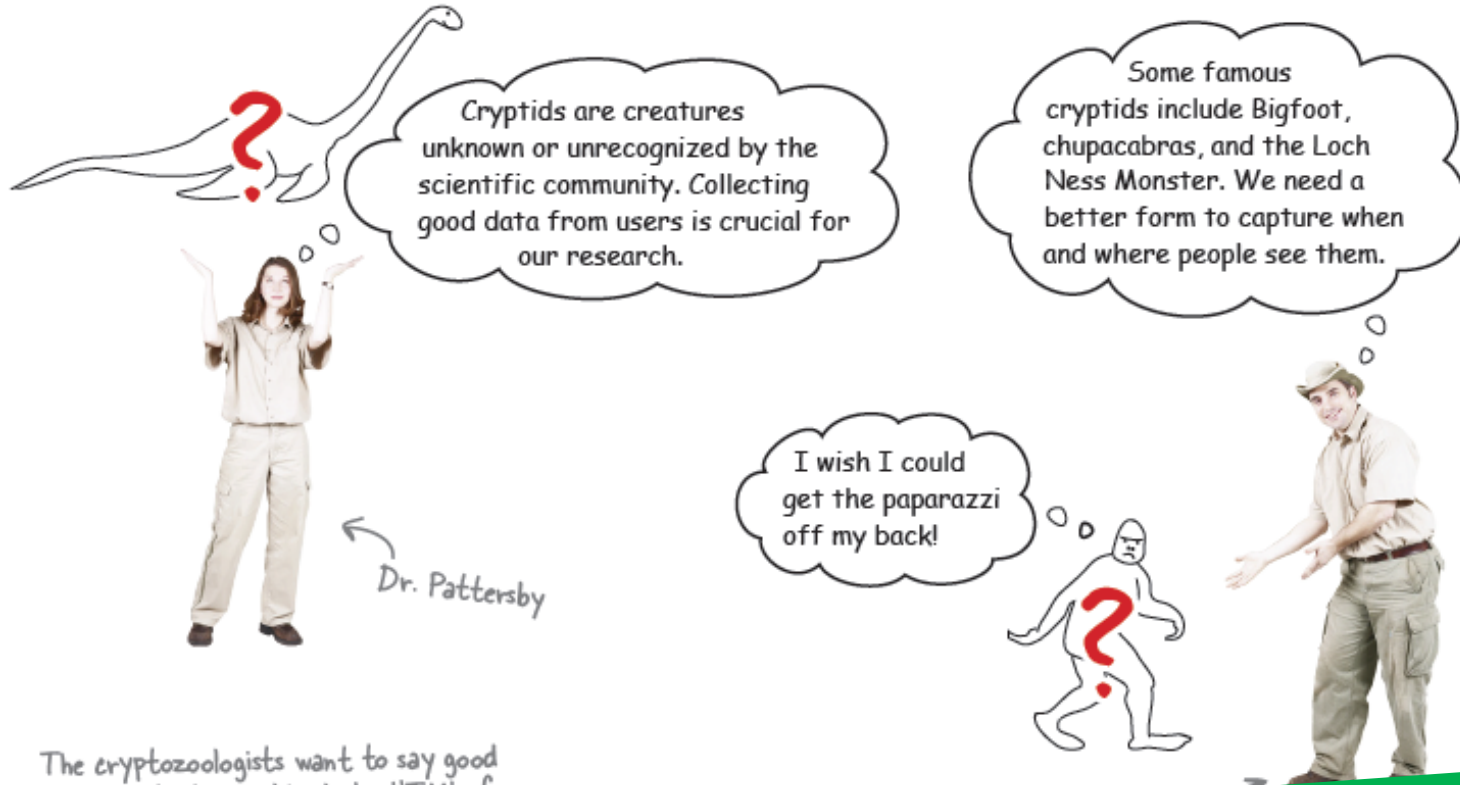 Cryptids are creatures
unknown or unrecognized by the
scientific community. Collecting
good data from users is crucial for
our research.
Some famous
cryptids include Bigfoot,
chupacabras, and the Loch
Ness Monster. We need a
better form to capture when
and where people see them.
I wish I could
get the paparazzi
off my back!
Dr. Pattersby
The cryptozoologists want to say good